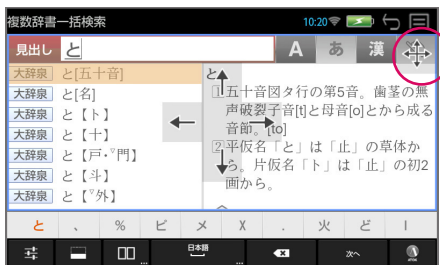 複数辞書一括検索
10:20
見出し と
A あ 漢
大辞泉 と[五十音]
大辞泉 と[名]
大辞泉 と【ト】
大辞泉 と【十】
大辞泉 と【戸・▽門】
大辞泉 と【斗】
大辞泉 と【▽外】
と
1五十音図タ行の第5音。歯茎の無
声破裂子音[t]と母音[o]とから成る
音節。[to]
2平仮名「と」は「止」の草体か
ら。片仮名「ト」は「止」の初2
画から。
と 、 % ピ メ X . 火 ど I
日本語
次へ